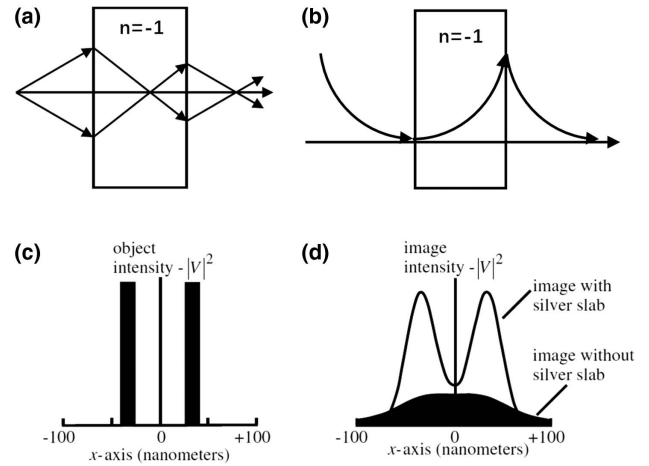 (a)
n=-1
(b)
n=-1
(c)
object
intensity - |V|²
-100
0
+100
x-axis (nanometers)
(d)
image
intensity - |V|²
image with
silver slab
image without
silver slab
-100
0
+100
x-axis (nanometers)